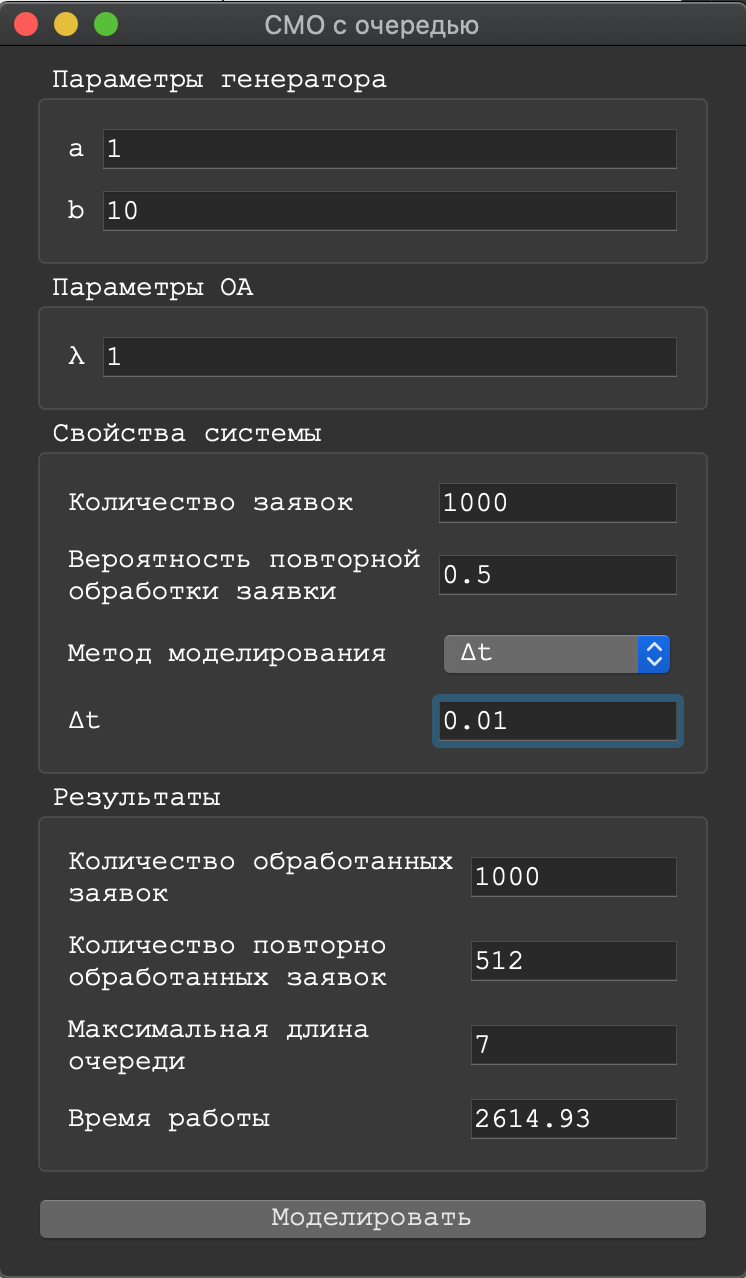 СМО с очередью
Параметры генератора
a 1
b 10
Параметры ОА
λ 1
Свойства системы
Количество заявок 1000
Вероятность повторной
обработки заявки 0.5
Метод моделирования Δt
Δt 0.01
Результаты
Количество обработанных
заявок 1000
Количество повторно
обработанных заявок 512
Максимальная длина
очереди 7
Время работы 2614.93
Моделировать